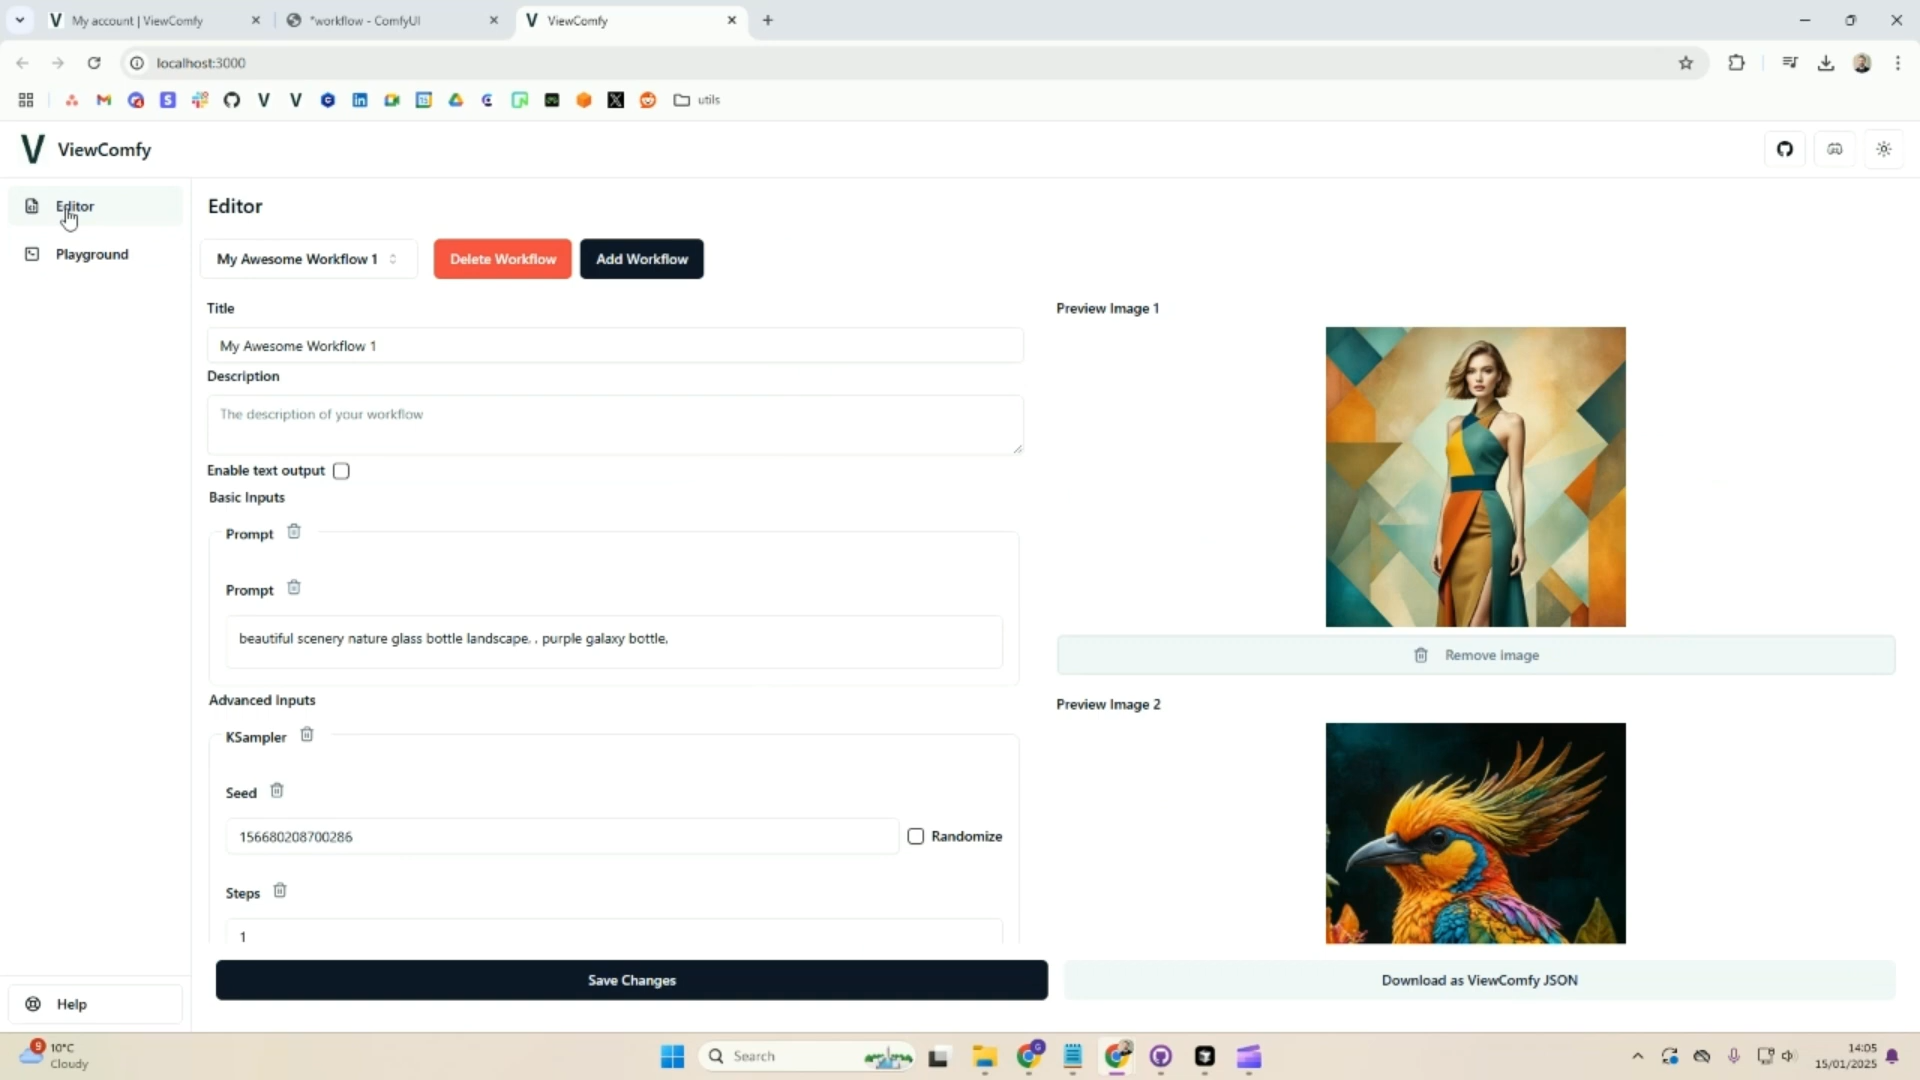 My account | ViewComfy
*workflow - ComfyUI
ViewComfy
localhost:3000
utils
ViewComfy
Editor
Playground
Editor
My Awesome Workflow 1
Delete Workflow
Add Workflow
Title
My Awesome Workflow 1
Description
The description of your workflow
Enable text output
Basic Inputs
Prompt
Prompt
beautiful scenery nature glass bottle landscape, , purple galaxy bottle,
Advanced Inputs
KSampler
Seed
156680208700286
Randomize
Steps
1
Save Changes
Preview Image 1
Remove image
Preview Image 2
Download as ViewComfy JSON
Help
9
10°C
Cloudy
Search
14:05
15/01/2025